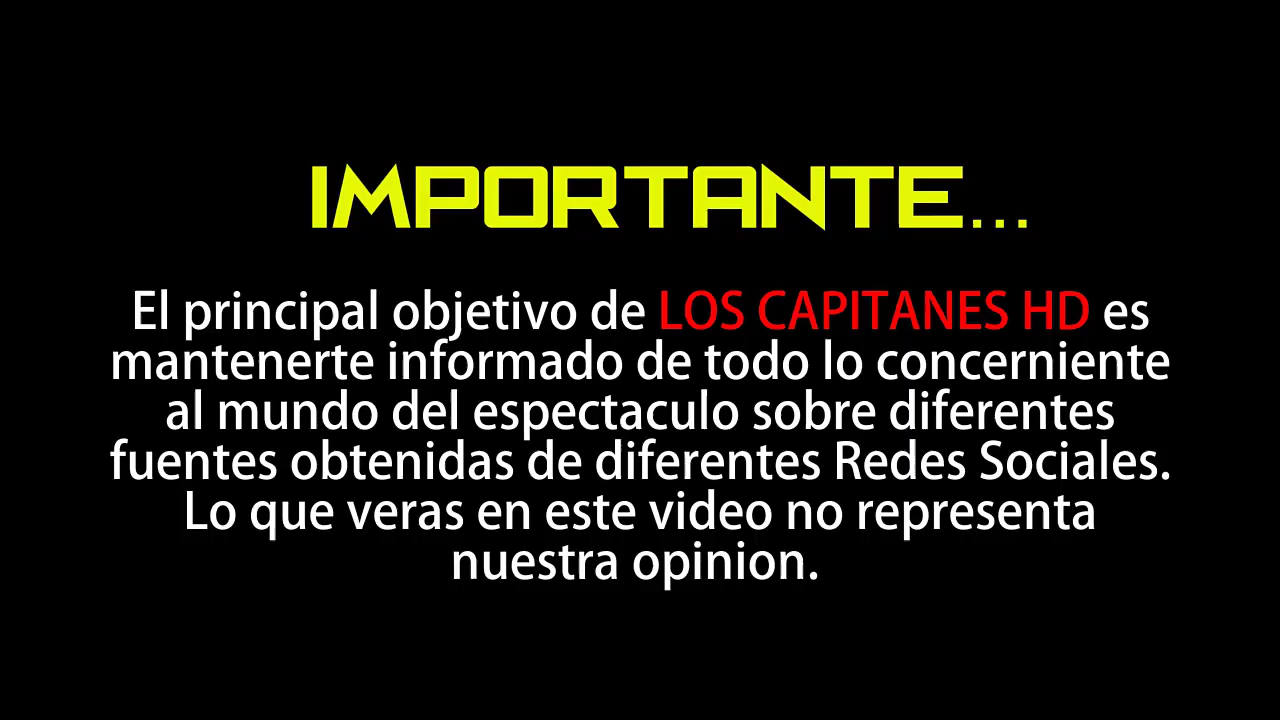 IMPORTANTE...
El principal objetivo de LOS CAPITANES HD es
mantenerte informado de todo lo concerniente
al mundo del espectaculo sobre diferentes
fuentes obtenidas de diferentes Redes Sociales.
Lo que veras en este video no representa
nuestra opinion.